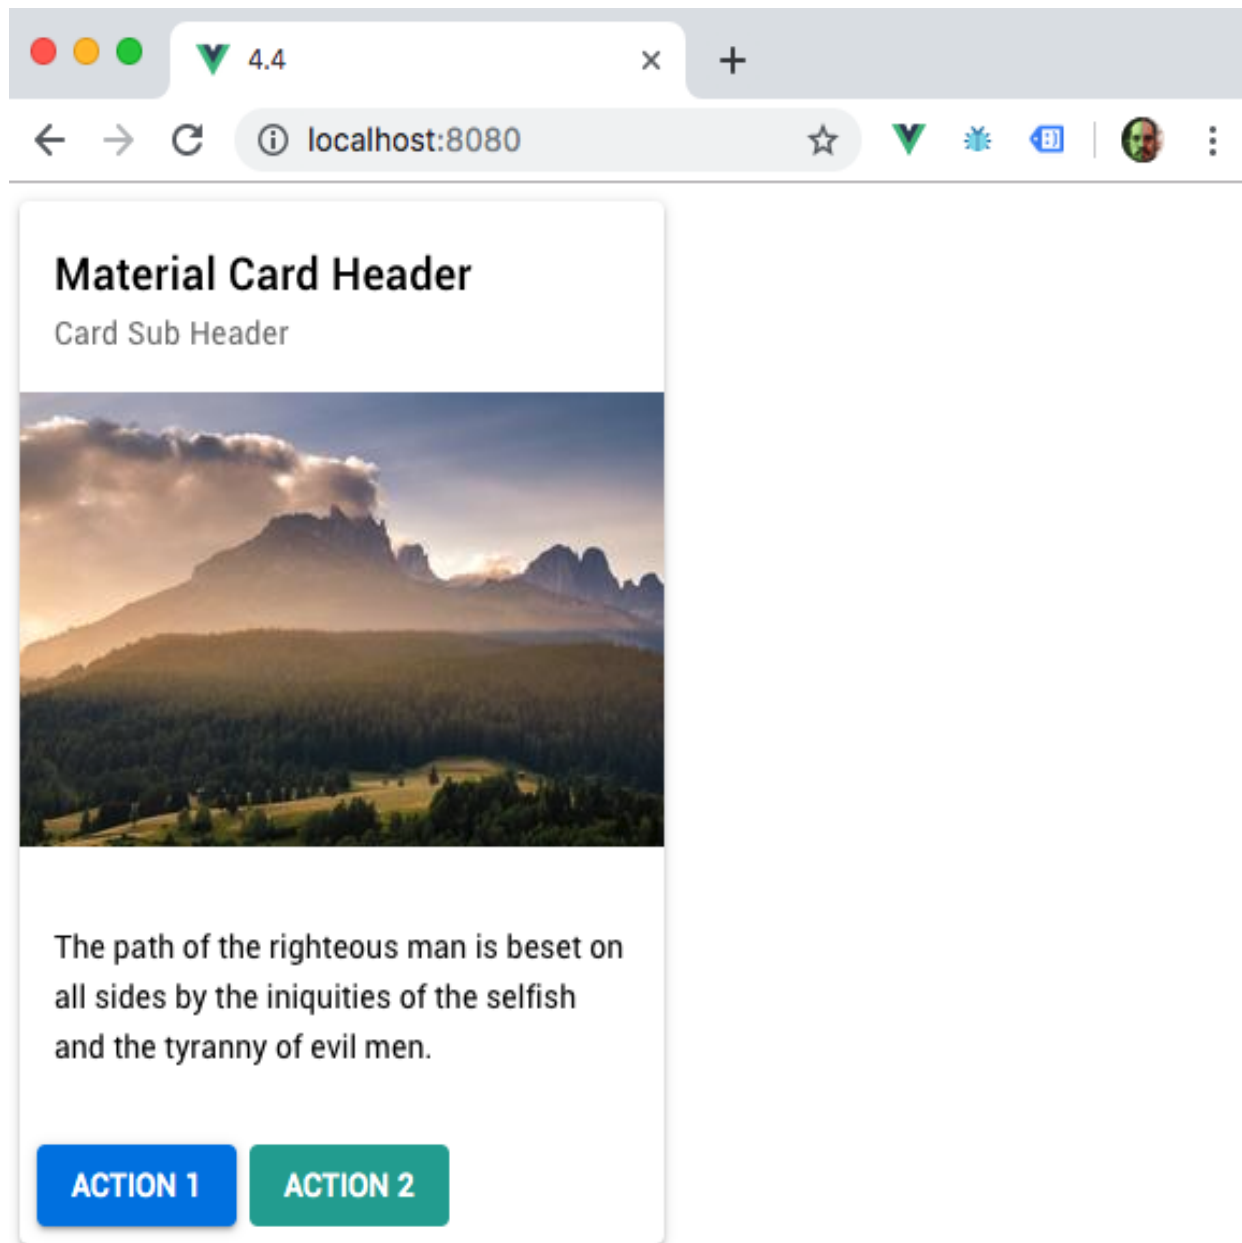 4.4
localhost:8080
Material Card Header
Card Sub Header
The path of the righteous man is beset on
all sides by the iniquities of the selfish
and the tyranny of evil men.
ACTION 1 ACTION 2